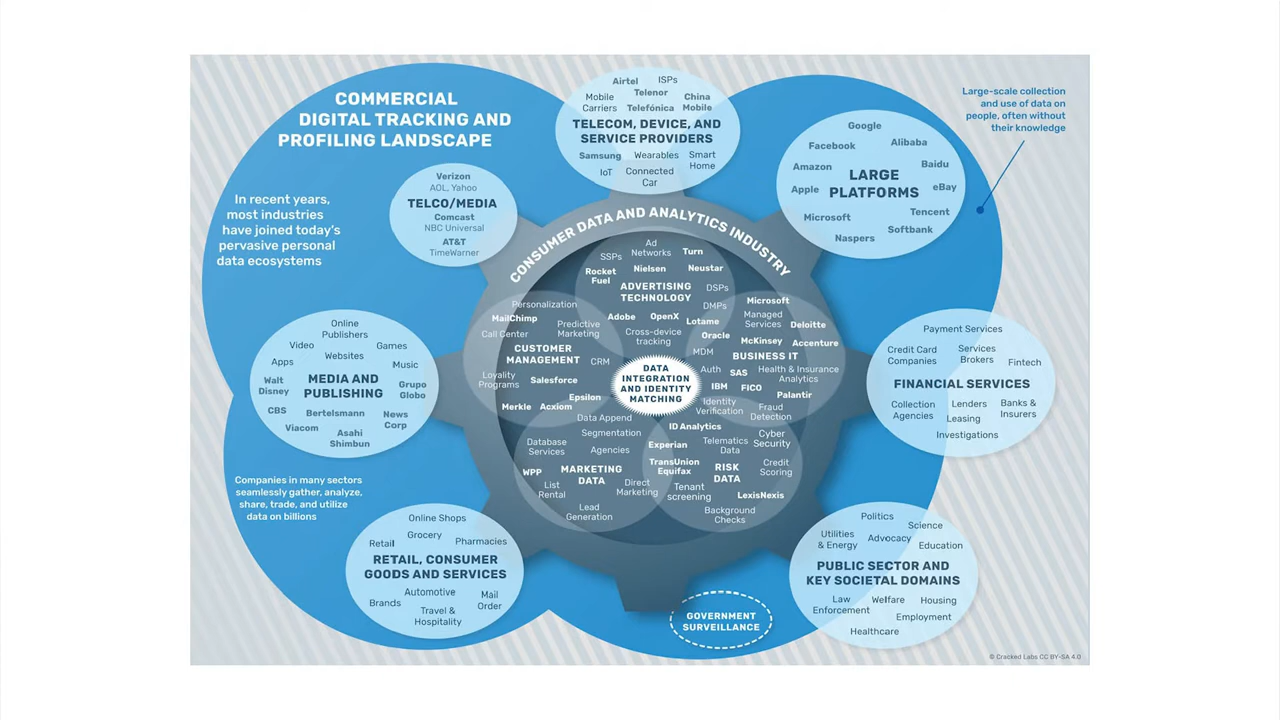 COMMERCIAL
DIGITAL TRACKING AND
PROFILING LANDSCAPE
In recent years,
most industries
have joined today's
pervasive personal
data ecosystems
Companies in many sectors
seamlessly gather, analyze,
share, trade, and utilize
data on billions
Large-scale collection
and use of data on
people, often without
their knowledge
Airtel ISPs
Mobile
Carriers
Telenor
Telefónica
China
Mobile
TELECOM, DEVICE, AND
SERVICE PROVIDERS
Samsung Wearables
Smart
Home
IoT
Connected
Car
Verizon
AOL, Yahoo
TELCO/MEDIA
Comcast
NBC Universal
AT&T
TimeWarner
Google
Facebook Alibaba
Amazon Baidu
LARGE
PLATFORMS
Apple eBay
Microsoft Tencent
Softbank
Naspers
CONSUMER DATA AND ANALYTICS INDUSTRY
Ad
Networks
SSPs Turn
Rocket
Fuel
Nielsen Neustar
ADVERTISING
TECHNOLOGY
DSPs
DMPs
Adobe OpenX Lotame
Cross-device
tracking
Personalization
MailChimp
Call Center
Predictive
Marketing
CUSTOMER
MANAGEMENT
CRM
Loyalty
Programs
Salesforce
Epsilon
Merkle Acxiom
Microsoft
Managed
Services
Deloitte
Oracle McKinsey Accenture
MDM
BUSINESS IT
Auth SAS
Health & Insurance
Analytics
IBM FICO Palantir
Identity
Verification
Fraud
Detection
DATA
INTEGRATION
AND IDENTITY
MATCHING
Data Append
Segmentation
Database
Services
Agencies
WPP
MARKETING
DATA
List
Rental
Direct
Marketing
Lead
Generation
ID Analytics
Experian
Telematics
Data
Cyber
Security
TransUnion
Equifax
RISK
DATA
Credit
Scoring
Tenant
screening
LexisNexis
Background
Checks
Online
Publishers
Video Websites Games
Apps Music
Walt
Disney
MEDIA AND
PUBLISHING
Grupo
Globo
CBS Bertelsmann
News
Corp
Viacom
Asahi
Shimbun
Payment Services
Credit Card
Companies
Services
Brokers
Fintech
FINANCIAL SERVICES
Collection
Agencies
Lenders
Leasing
Banks &
Insurers
Investigations
Online Shops
Retail Grocery Pharmacies
RETAIL, CONSUMER
GOODS AND SERVICES
Automotive
Brands
Mail
Order
Travel &
Hospitality
GOVERNMENT
SURVEILLANCE
Politics
Science
Utilities
& Energy
Advocacy
Education
PUBLIC SECTOR AND
KEY SOCIETAL DOMAINS
Law
Enforcement
Welfare Housing
Employment
Healthcare
© Cracked Labs CC BY-SA 4.0